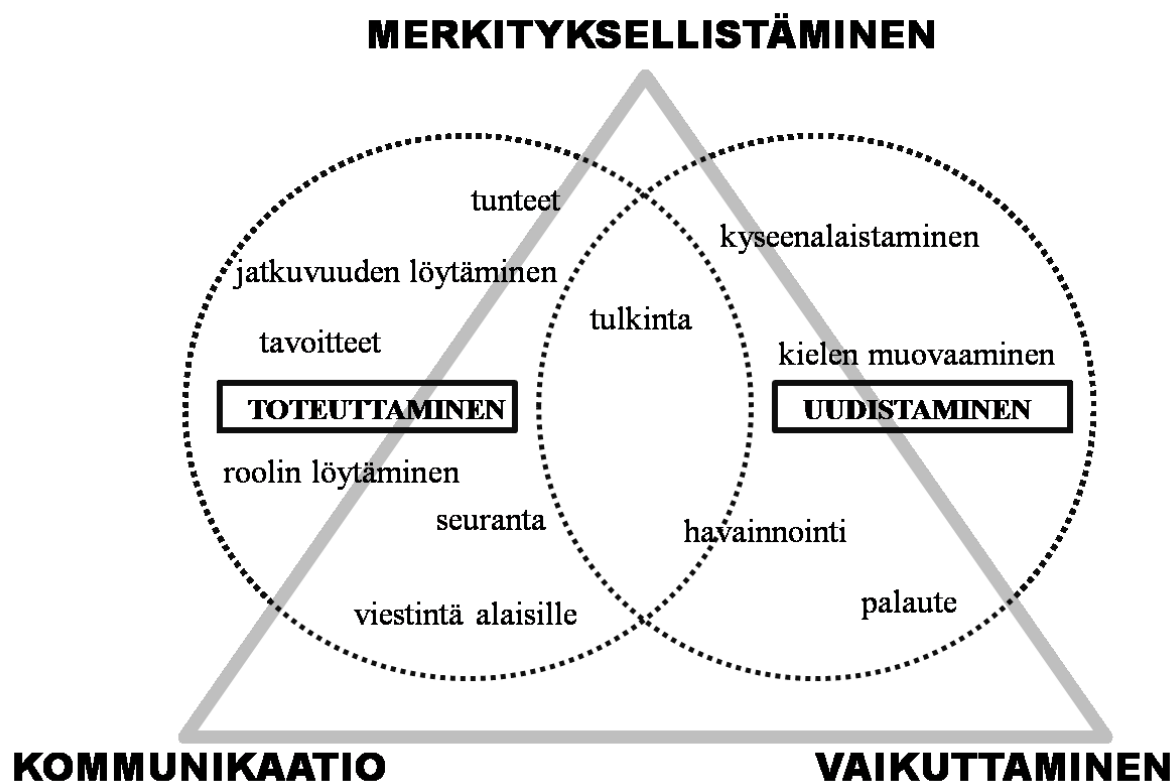 MERKITYKSELLISTÄMINEN
tunteet
kyseenalaistaminen
jatkuvuuden löytäminen
tulkinta
tavoitteet
kielen muovaaminen
TOTEUTTAMINEN
UUDISTAMINEN
roolin löytäminen
seuranta
havainnointi
viestintä alaisille
palaute
KOMMUNIKAATIO
VAIKUTTAMINEN